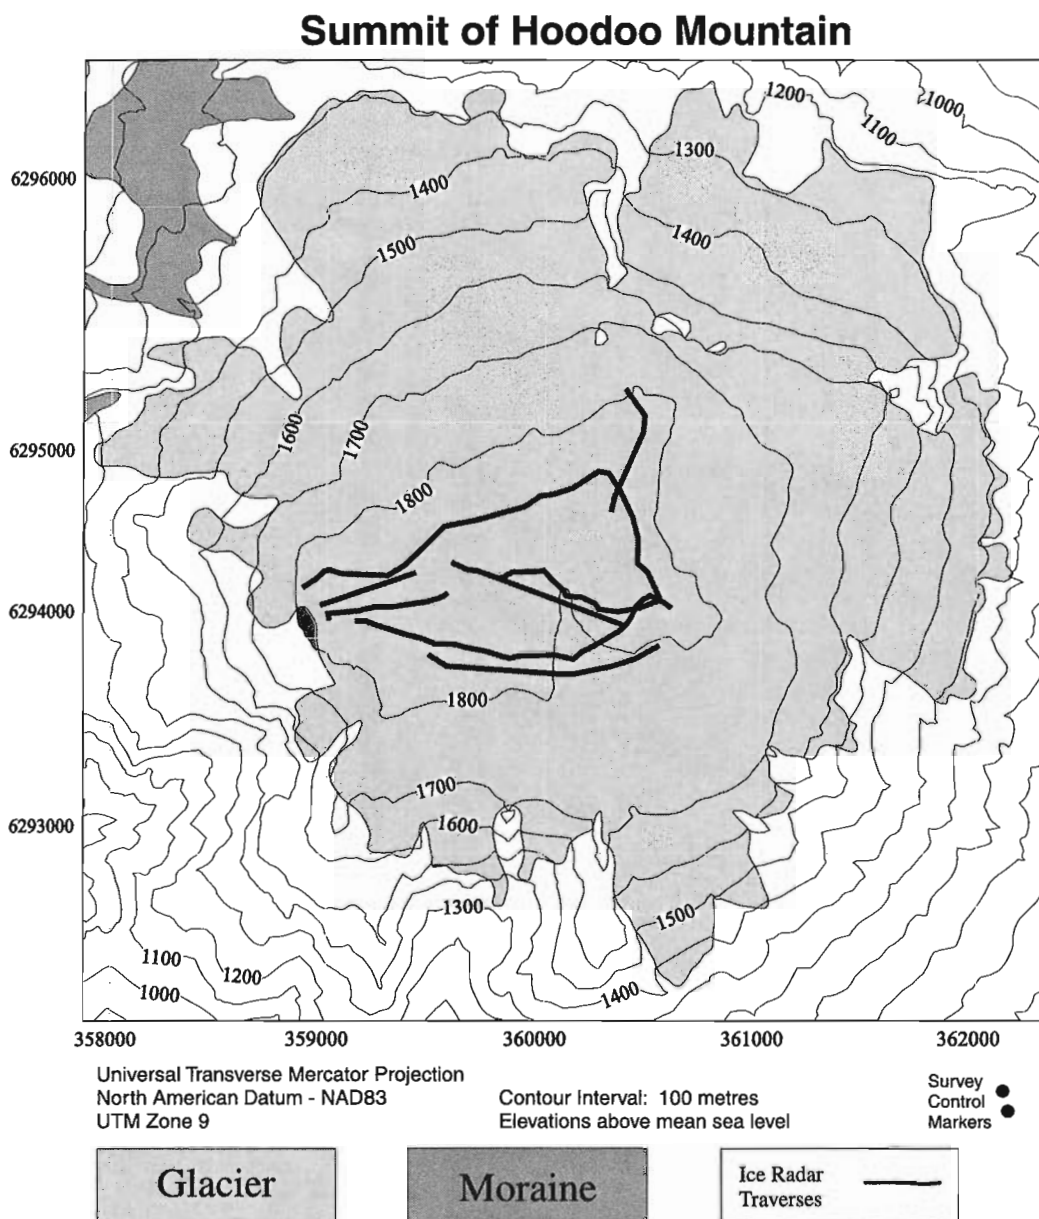 Summit of Hoodoo Mountain
1200
1000
1100
1300
6296000
1400
1400
1500
1600
1700
6295000
1800
6294000
1800
1700
6293000
1600
1300
1500
1100
1200
1000
1400
358000 359000 360000 361000 362000
Universal Transverse Mercator Projection
North American Datum - NAD83
UTM Zone 9
Contour Interval: 100 metres
Elevations above mean sea level
Survey
Control
Markers
Glacier
Moraine
Ice Radar
Traverses